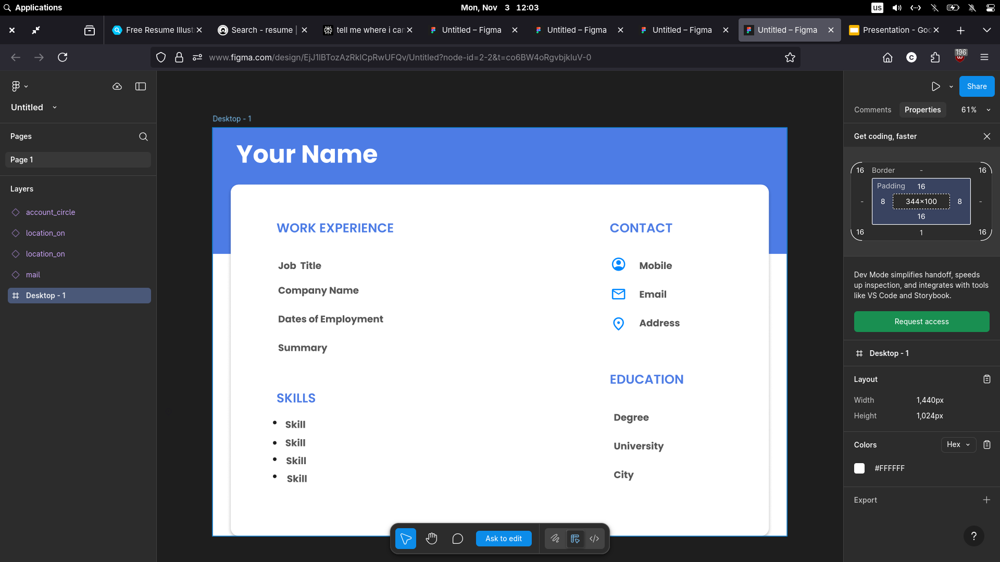 Applications
Mon, Nov 3 12:03
us
Free Resume Illust
Search - resume |
tell me where i can
Untitled – Figma
Untitled – Figma
Untitled – Figma
Untitled – Figma
Presentation - Goo
www.figma.com/design/EjJ1lBTozAzRklCpRwUFQv/Untitled?node-id=2-2&t=co6BW4oRgvbjkluV-0
C
196
Untitled
Pages
Page 1
Layers
account_circle
location_on
location_on
mail
Desktop - 1
Desktop - 1
Your Name
WORK EXPERIENCE
Job Title
Company Name
Dates of Employment
Summary
SKILLS
Skill
Skill
Skill
Skill
CONTACT
Mobile
Email
Address
EDUCATION
Degree
University
City
Ask to edit
Share
Comments
Properties
61%
Get coding, faster
16 Border - 16
Padding 16
- 8 344×100 8 -
16
16 1 16
Dev Mode simplifies handoff, speeds
up inspection, and integrates with tools
like VS Code and Storybook.
Request access
Desktop - 1
Layout
Width 1,440px
Height 1,024px
Colors Hex
#FFFFFF
Export
?